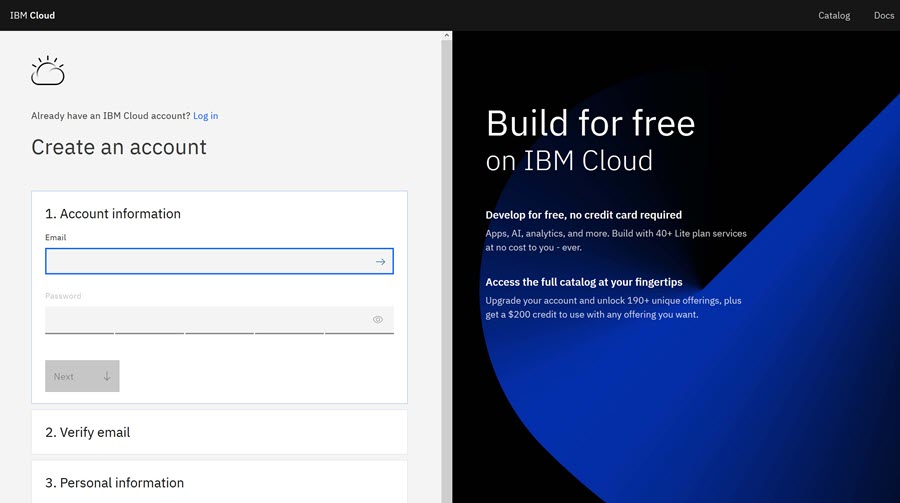 IBM Cloud
Catalog
Docs
Already have an IBM Cloud account? Log in
Create an account
1. Account information
Email
Password
Next
2. Verify email
3. Personal information
Build for free
on IBM Cloud
Develop for free, no credit card required
Apps, AI, analytics, and more. Build with 40+ Lite plan services
at no cost to you - ever.
Access the full catalog at your fingertips
Upgrade your account and unlock 190+ unique offerings, plus
get a $200 credit to use with any offering you want.